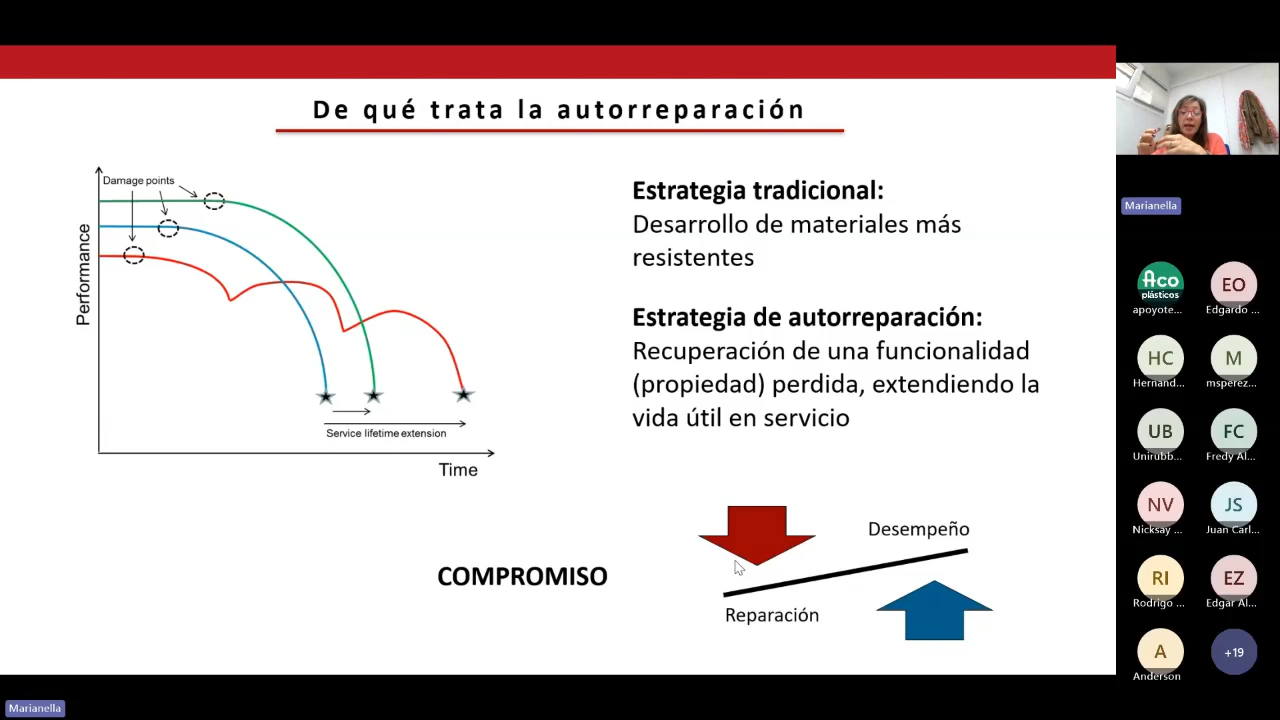 De qué trata la autorreparación
Damage points
Performance
Service lifetime extension
Time
Estrategia tradicional:
Desarrollo de materiales más
resistentes
Estrategia de autorreparación:
Recuperación de una funcionalidad
(propiedad) perdida, extendiendo la
vida útil en servicio
COMPROMISO
Desempeño
Reparación
Marianella
Aco
plásticos
apoyote...
EO
Edgardo ...
HC
Hernand...
M
msperez...
UB
Unirubb...
FC
Fredy Al...
NV
Nicksay ...
JS
Juan Carl...
RI
Rodrigo ...
EZ
Edgar Al...
A
Anderson
+19
Marianella